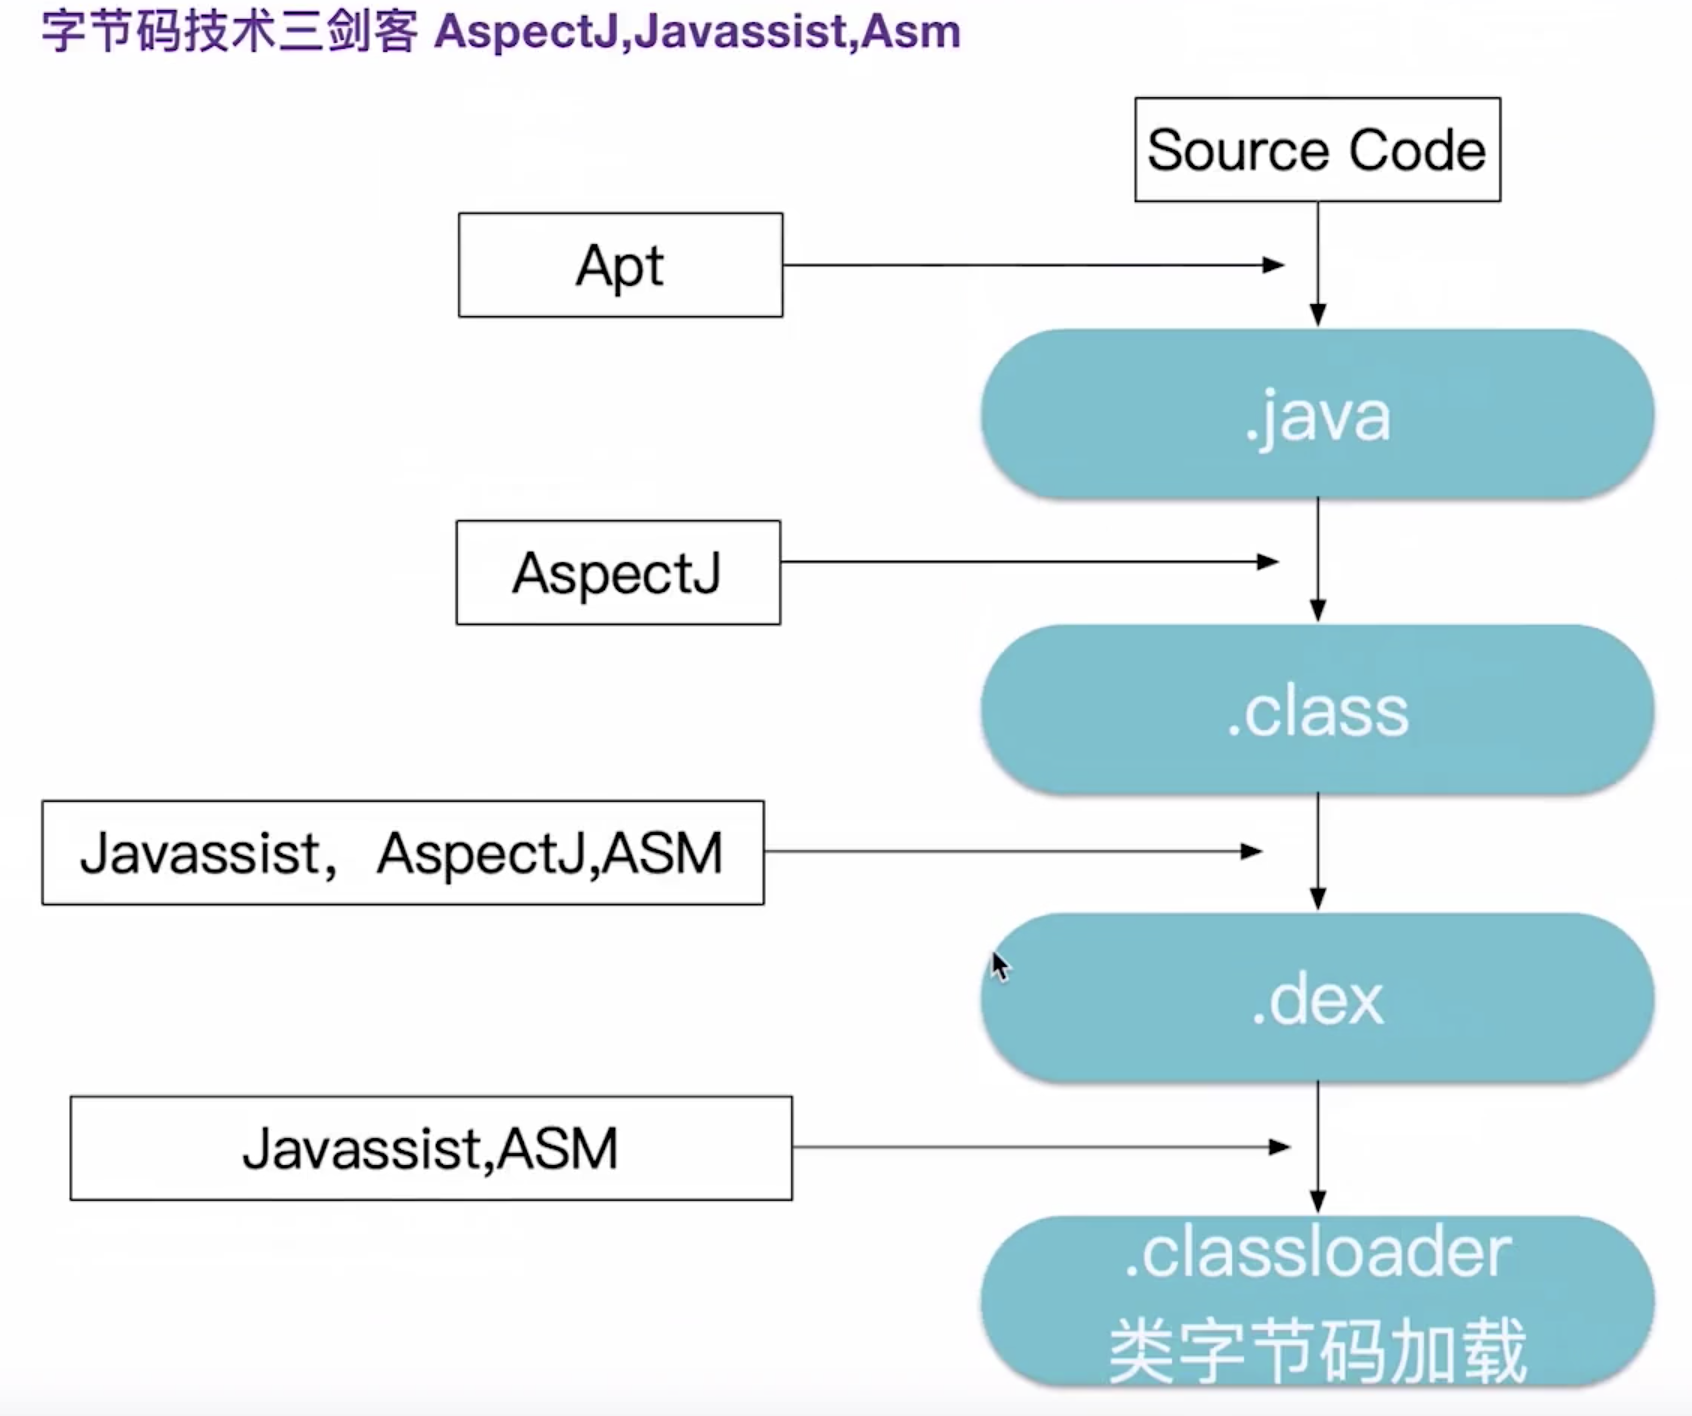 字节码技术三剑客 AspectJ,Javassist,Asm
Source Code
Apt
.java
AspectJ
.class
Javassist，AspectJ,ASM
.dex
Javassist,ASM
.classloader
类字节码加载